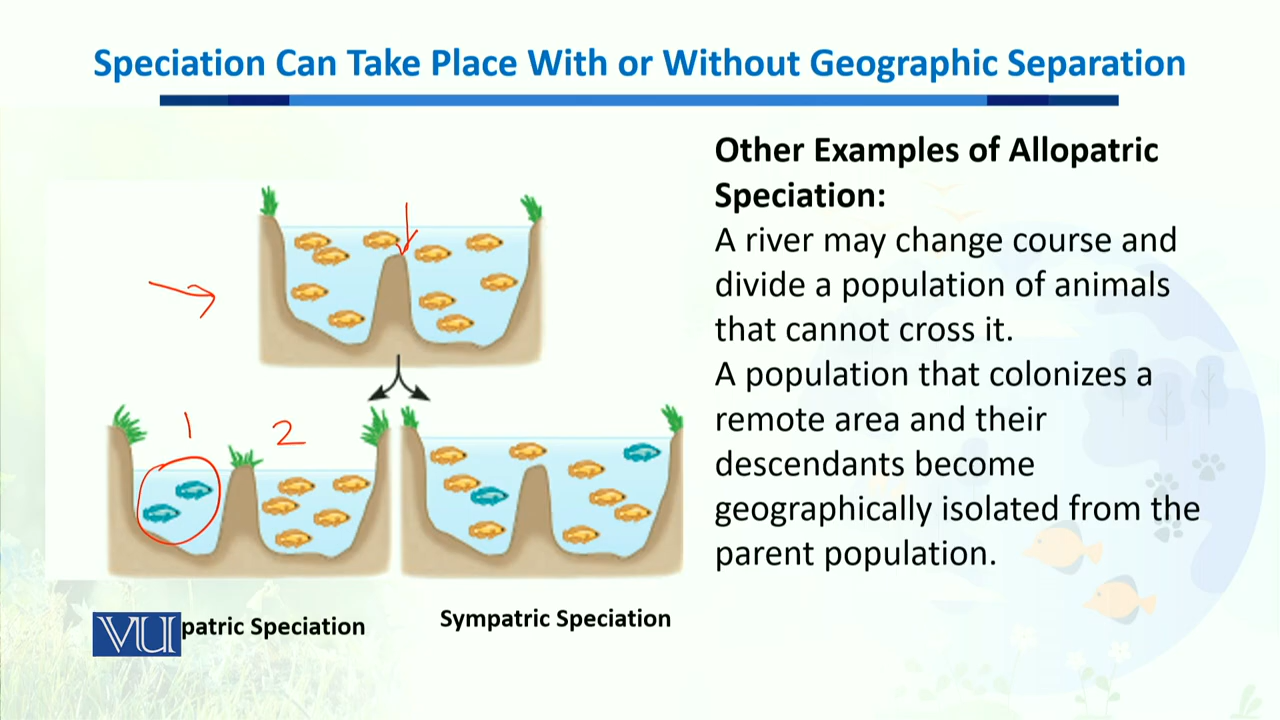 Speciation Can Take Place With or Without Geographic Separation
Other Examples of Allopatric
Speciation:
A river may change course and
divide a population of animals
that cannot cross it.
A population that colonizes a
remote area and their
descendants become
geographically isolated from the
parent population.
1
2
patric Speciation
Sympatric Speciation
VU